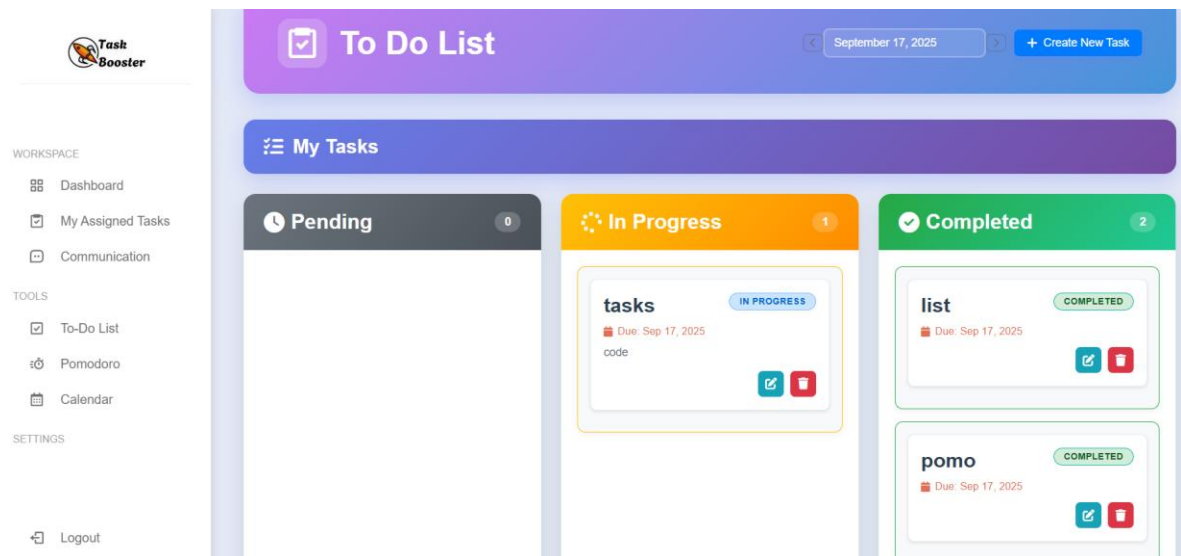 Task
Booster
WORKSPACE
Dashboard
My Assigned Tasks
Communication
TOOLS
To-Do List
Pomodoro
Calendar
SETTINGS
Logout
To Do List
September 17, 2025
+ Create New Task
My Tasks
Pending 0
In Progress 1
tasks IN PROGRESS
Due: Sep 17, 2025
code
Completed 2
list COMPLETED
Due: Sep 17, 2025
pomo COMPLETED
Due: Sep 17, 2025